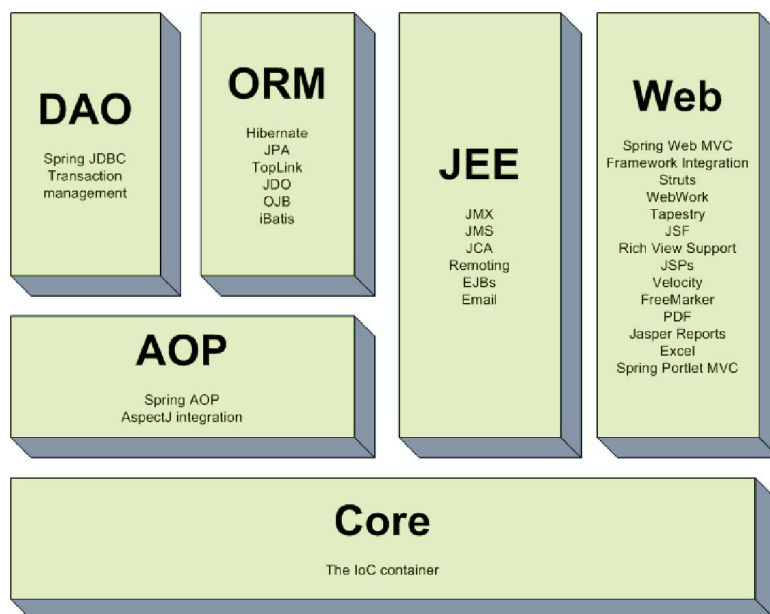 DAO
Spring JDBC
Transaction
management
ORM
Hibernate
JPA
TopLink
JDO
OJB
iBatis
JEE
JMX
JMS
JCA
Remoting
EJBs
Email
Web
Spring Web MVC
Framework Integration
Struts
WebWork
Tapestry
JSF
Rich View Support
JSPs
Velocity
FreeMarker
PDF
Jasper Reports
Excel
Spring Portlet MVC
AOP
Spring AOP
AspectJ integration
Core
The IoC container